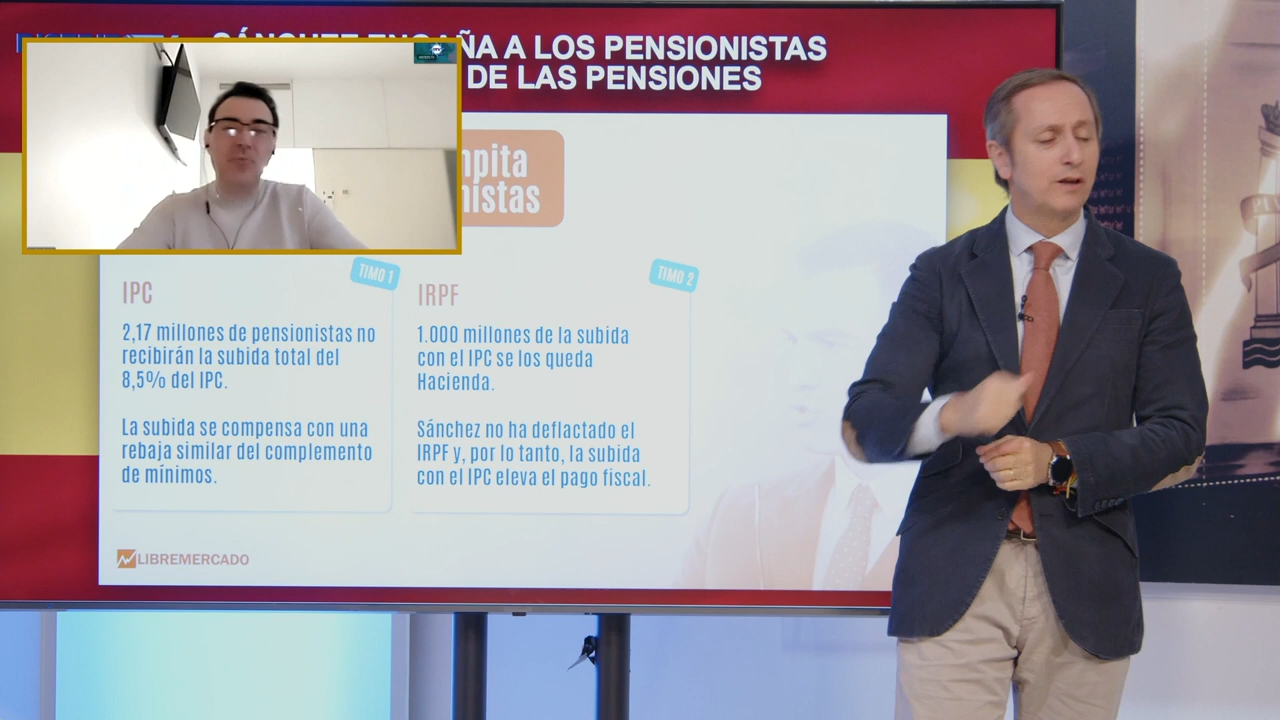 A LOS PENSIONISTAS
DE LAS PENSIONES
TIMO 1
IPC
2,17 millones de pensionistas no
recibirán la subida total del
8,5% del IPC.
La subida se compensa con una
rebaja similar del complemento
de mínimos.
TIMO 2
IRPF
1.000 millones de la subida
con el IPC se los queda
Hacienda.
Sánchez no ha deflactado el
IRPF y, por lo tanto, la subida
con el IPC eleva el pago fiscal.
LIBREMERCADO